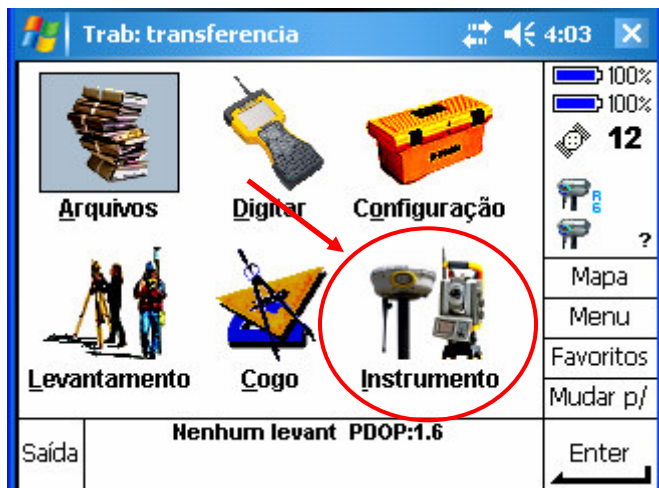 Trab: transferencia 4:03
100%
100%
12
R
6
?
Arquivos Digitar Configuração
Levantamento Cogo Instrumento
Mapa
Menu
Favoritos
Mudar p/
Saída
Nenhum levant PDOP:1.6
Enter